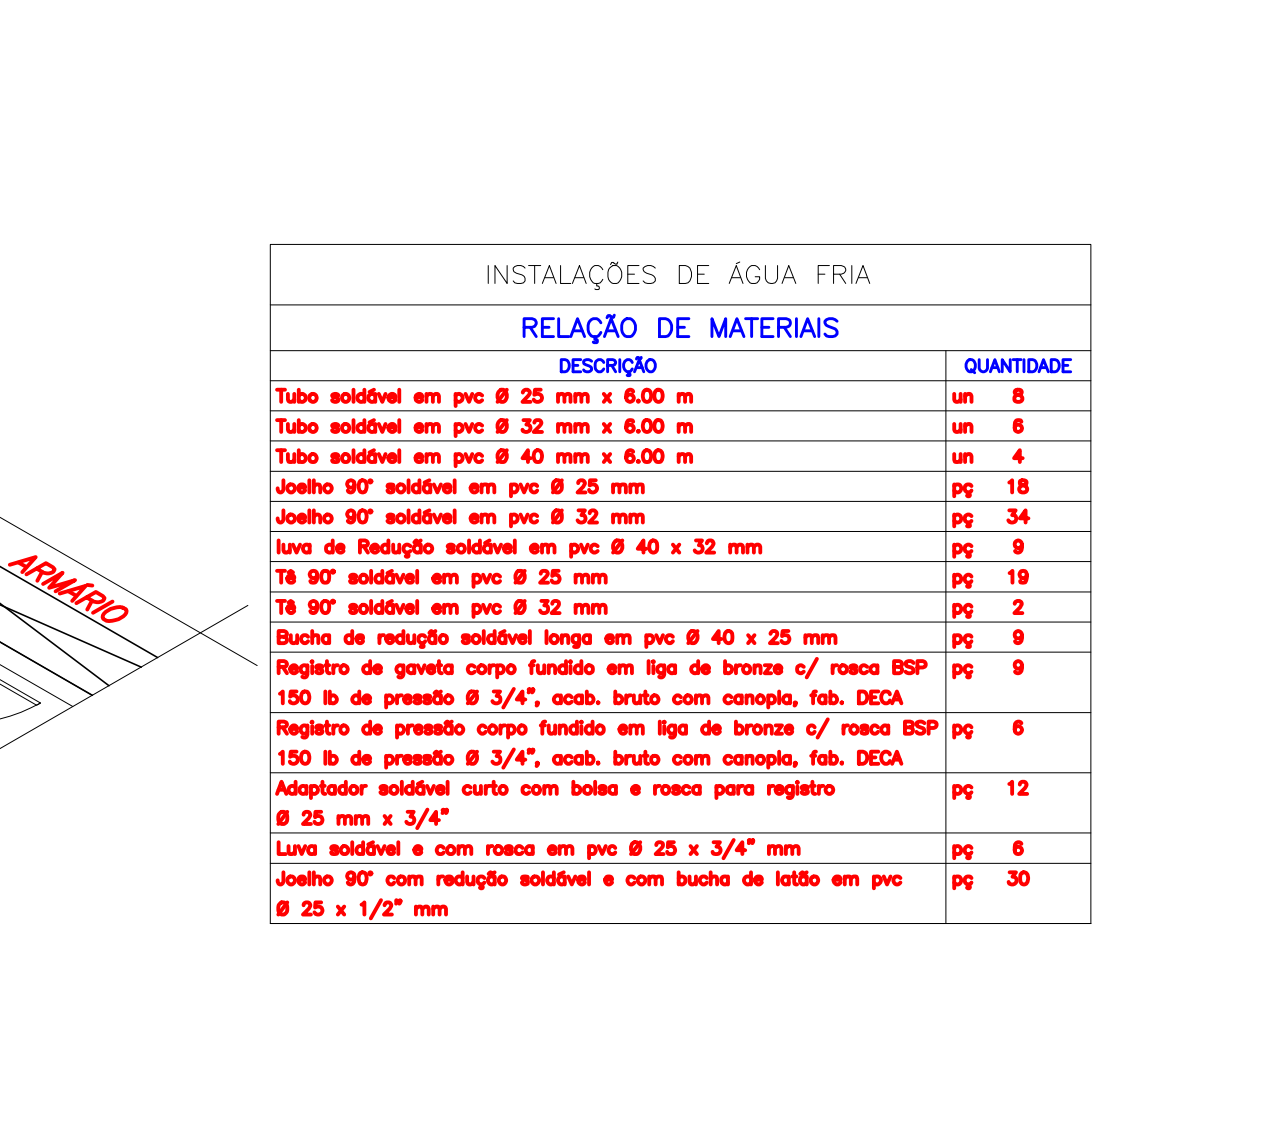 INSTALAÇÕES DE ÁGUA FRIA
RELAÇÃO DE MATERIAIS
DESCRIÇÃO QUANTIDADE
Tubo soldável em pvc Ø 25 mm x 6.00 m un 8
Tubo soldável em pvc Ø 32 mm x 6.00 m un 6
Tubo soldável em pvc Ø 40 mm x 6.00 m un 4
Joelho 90° soldável em pvc Ø 25 mm pç 18
Joelho 90° soldável em pvc Ø 32 mm pç 34
luva de Redução soldável em pvc Ø 40 x 32 mm pç 9
Tê 90° soldável em pvc Ø 25 mm pç 19
Tê 90° soldável em pvc Ø 32 mm pç 2
Bucha de redução soldável longa em pvc Ø 40 x 25 mm pç 9
Registro de gaveta corpo fundido em liga de bronze c/ rosca BSP pç 9
150 lb de pressão Ø 3/4", acab. bruto com canopla, fab. DECA
Registro de pressão corpo fundido em liga de bronze c/ rosca BSP pç 6
150 lb de pressão Ø 3/4", acab. bruto com canopla, fab. DECA
Adaptador soldável curto com bolsa e rosca para registro pç 12
Ø 25 mm x 3/4"
Luva soldável e com rosca em pvc Ø 25 x 3/4" mm pç 6
Joelho 90° com redução soldável e com bucha de latão em pvc pç 30
Ø 25 x 1/2" mm
ARMÁRIO